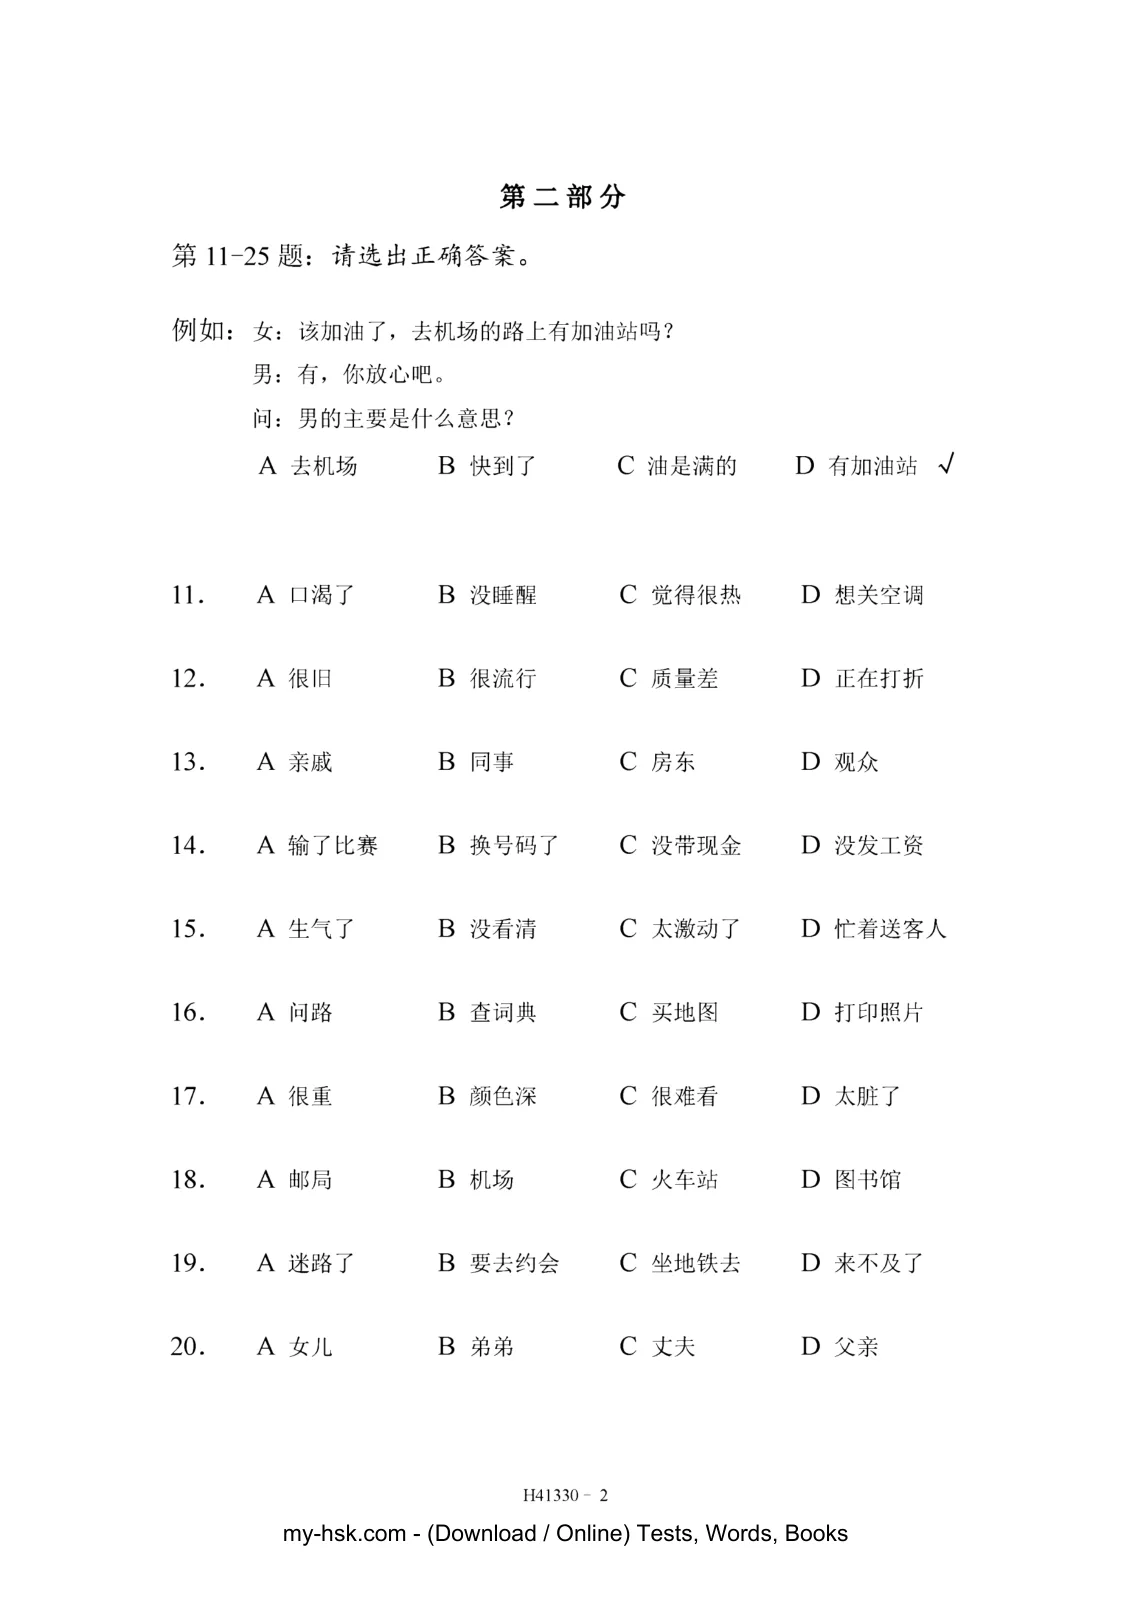 第二部分
第 11-25 题：请选出正确答案。
例如：女：该加油了，去机场的路上有加油站吗？
男：有，你放心吧。
问：男的主要是什么意思？
A 去机场 B 快到了 C 油是满的 D 有加油站 √
11. A 口渴了 B 没睡醒 C 觉得很热 D 想关空调
12. A 很旧 B 很流行 C 质量差 D 正在打折
13. A 亲戚 B 同事 C 房东 D 观众
14. A 输了比赛 B 换号码了 C 没带现金 D 没发工资
15. A 生气了 B 没看清 C 太激动了 D 忙着送客人
16. A 问路 B 查词典 C 买地图 D 打印照片
17. A 很重 B 颜色深 C 很难看 D 太脏了
18. A 邮局 B 机场 C 火车站 D 图书馆
19. A 迷路了 B 要去约会 C 坐地铁去 D 来不及了
20. A 女儿 B 弟弟 C 丈夫 D 父亲
H41330 - 2
my-hsk.com - (Download / Online) Tests, Words, Books